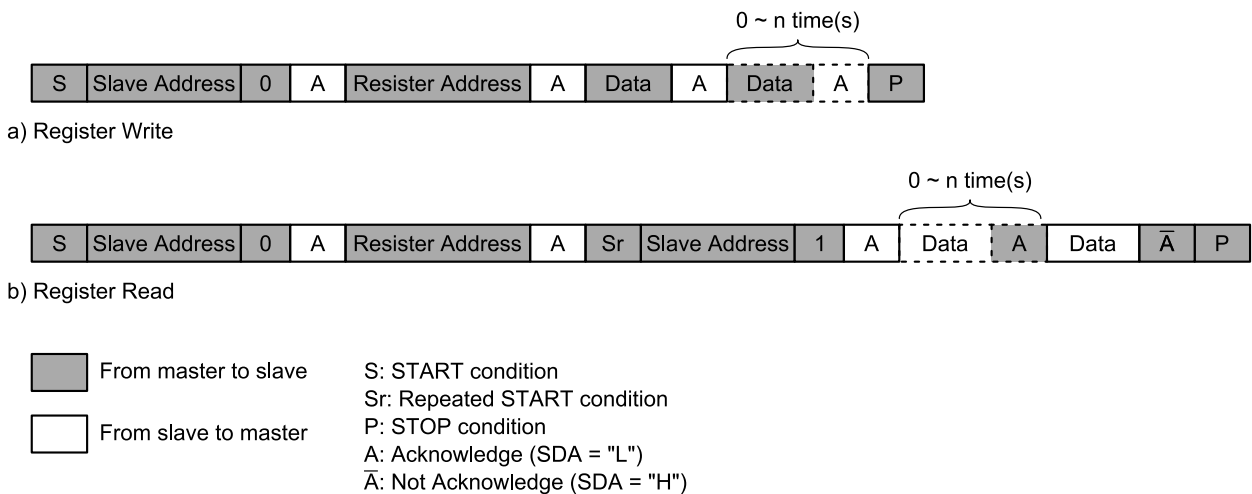 0 ~ n time(s)
S Slave Address 0 A Resister Address A Data A Data A P
a) Register Write
0 ~ n time(s)
S Slave Address 0 A Resister Address A Sr Slave Address 1 A Data A Data A̅ P
b) Register Read
From master to slave
From slave to master
S: START condition
Sr: Repeated START condition
P: STOP condition
A: Acknowledge (SDA = "L")
A̅: Not Acknowledge (SDA = "H")